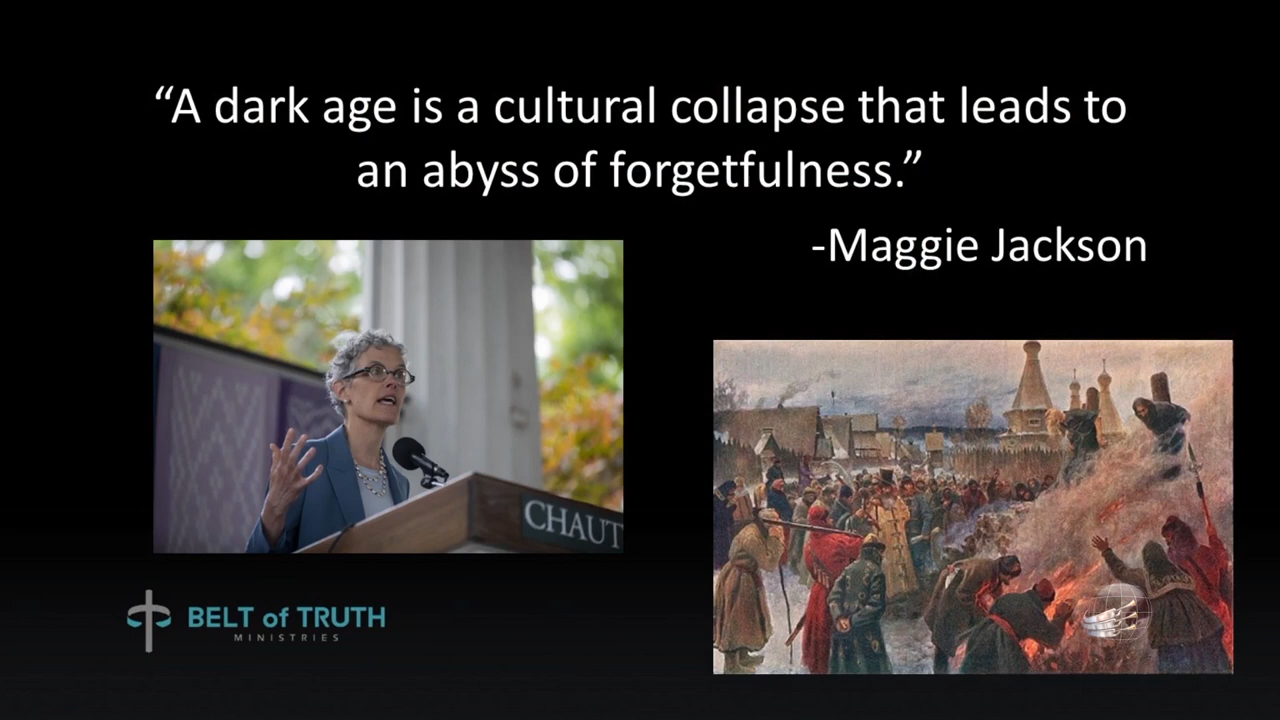 “A dark age is a cultural collapse that leads to
an abyss of forgetfulness.”
-Maggie Jackson
CHAUT
BELT of TRUTH
MINISTRIES